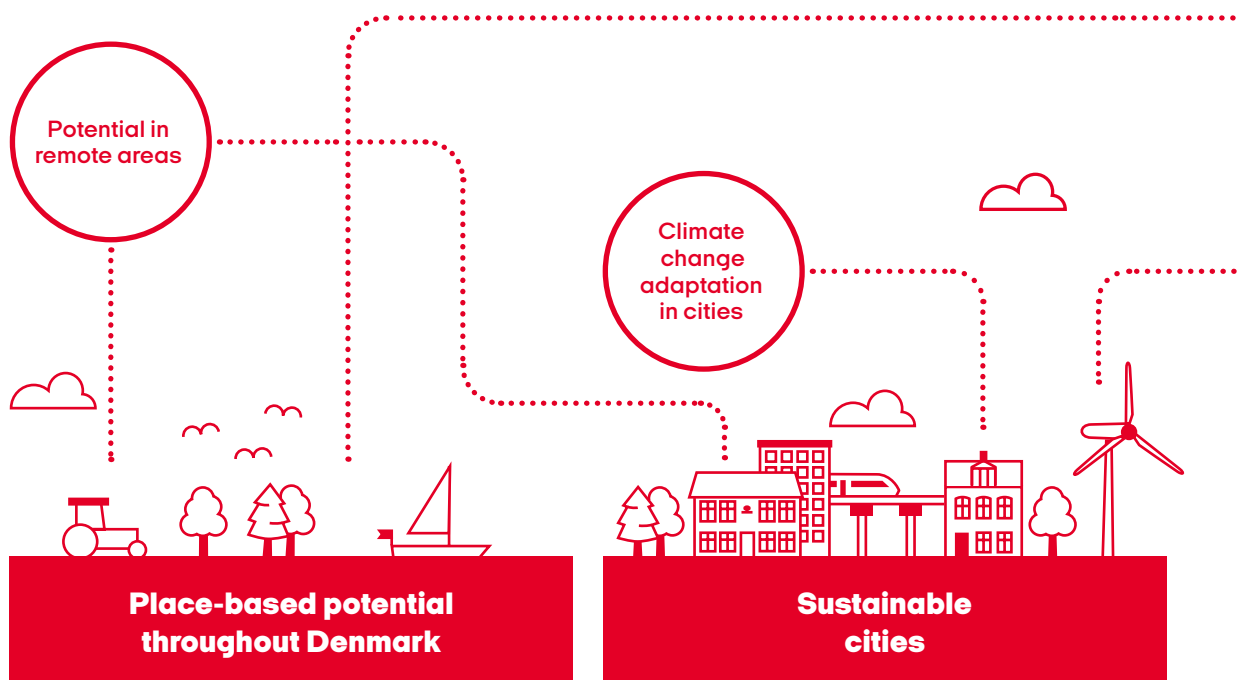 Potential in
remote areas
Climate
change
adaptation
in cities
Place-based potential
throughout Denmark
Sustainable
cities